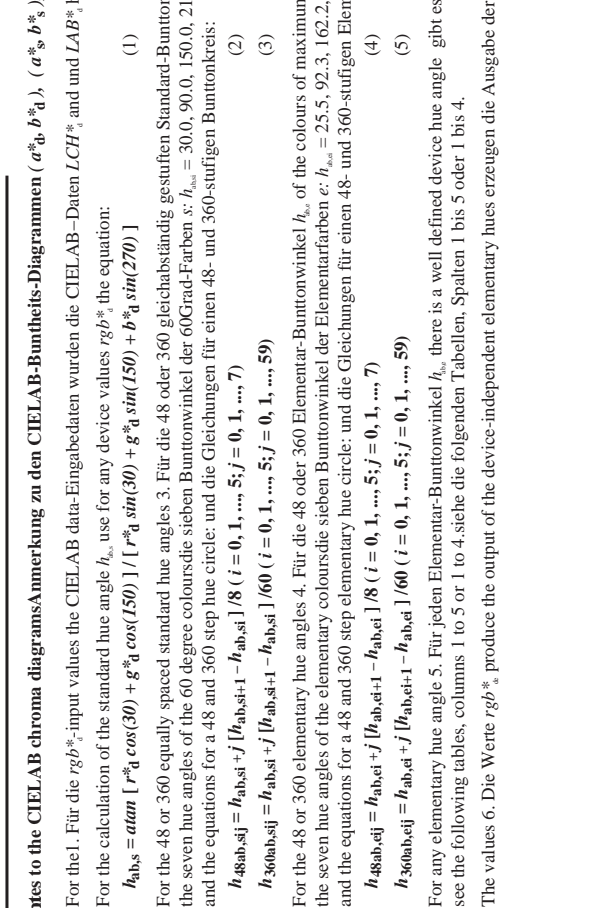 ntes to the CIELAB chroma diagramsAnmerkung zu den CIELAB-Buntheits-Diagrammen ( a*d, b*d ), ( a*s, b*s )
For the1. Für die rgb*d-input values the CIELAB data-Eingabedaten wurden die CIELAB–Daten LCH*d and und LAB*d
For the calculation of the standard hue angle hab,s use for any device values rgb*d the equation:
hab,s = atan [ r*d cos(30) + g*d cos(150) ] / [ r*d sin(30) + g*d sin(150) + b*d sin(270) ] (1)
For the 48 or 360 equally spaced standard hue angles 3. Für die 48 oder 360 gleichabständig gestuften Standard-Buntton
the seven hue angles of the 60 degree coloursdie sieben Bunttonwinkel der 60Grad-Farben s: hab,si = 30.0, 90.0, 150.0, 21
and the equations for a 48 and 360 step hue circle: und die Gleichungen für einen 48- und 360-stufigen Bunttonkreis:
h48ab,sij = hab,si + j [hab,si+1 − hab,si ]/8 ( i = 0, 1, ..., 5; j = 0, 1, ..., 7) (2)
h360ab,sij = hab,si + j [hab,si+1 − hab,si ]/60 ( i = 0, 1, ..., 5; j = 0, 1, ..., 59) (3)
For the 48 or 360 elementary hue angles 4. Für die 48 oder 360 Elementar-Bunttonwinkel hab,e of the colours of maximum
the seven hue angles of the elementary coloursdie sieben Bunttonwinkel der Elementarfarben e: hab,ei = 25.5, 92.3, 162.2,
and the equations for a 48 and 360 step elementary hue circle: und die Gleichungen für einen 48- und 360-stufigen Elem
h48ab,eij = hab,ei + j [hab,ei+1 − hab,ei ]/8 ( i = 0, 1, ..., 5; j = 0, 1, ..., 7) (4)
h360ab,eij = hab,ei + j [hab,ei+1 − hab,ei ]/60 ( i = 0, 1, ..., 5; j = 0, 1, ..., 59) (5)
For any elementary hue angle 5. Für jeden Elementar-Bunttonwinkel hab,e there is a well defined device hue angle gibt es
see the following tables, columns 1 to 5 or 1 to 4.siehe die folgenden Tabellen, Spalten 1 bis 5 oder 1 bis 4.
The values 6. Die Werte rgb*de produce the output of the device-independent elementary hues erzeugen die Ausgabe der